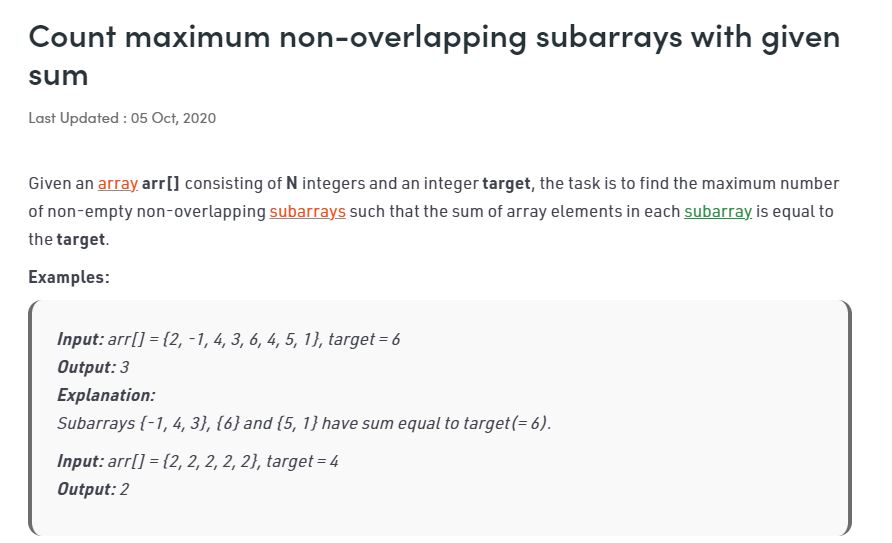 Count maximum non-overlapping subarrays with given
sum
Last Updated : 05 Oct, 2020
Given an array arr[] consisting of N integers and an integer target, the task is to find the maximum number
of non-empty non-overlapping subarrays such that the sum of array elements in each subarray is equal to
the target.
Examples:
Input: arr[] = {2, -1, 4, 3, 6, 4, 5, 1}, target = 6
Output: 3
Explanation:
Subarrays {-1, 4, 3}, {6} and {5, 1} have sum equal to target(= 6).
Input: arr[] = {2, 2, 2, 2, 2}, target = 4
Output: 2